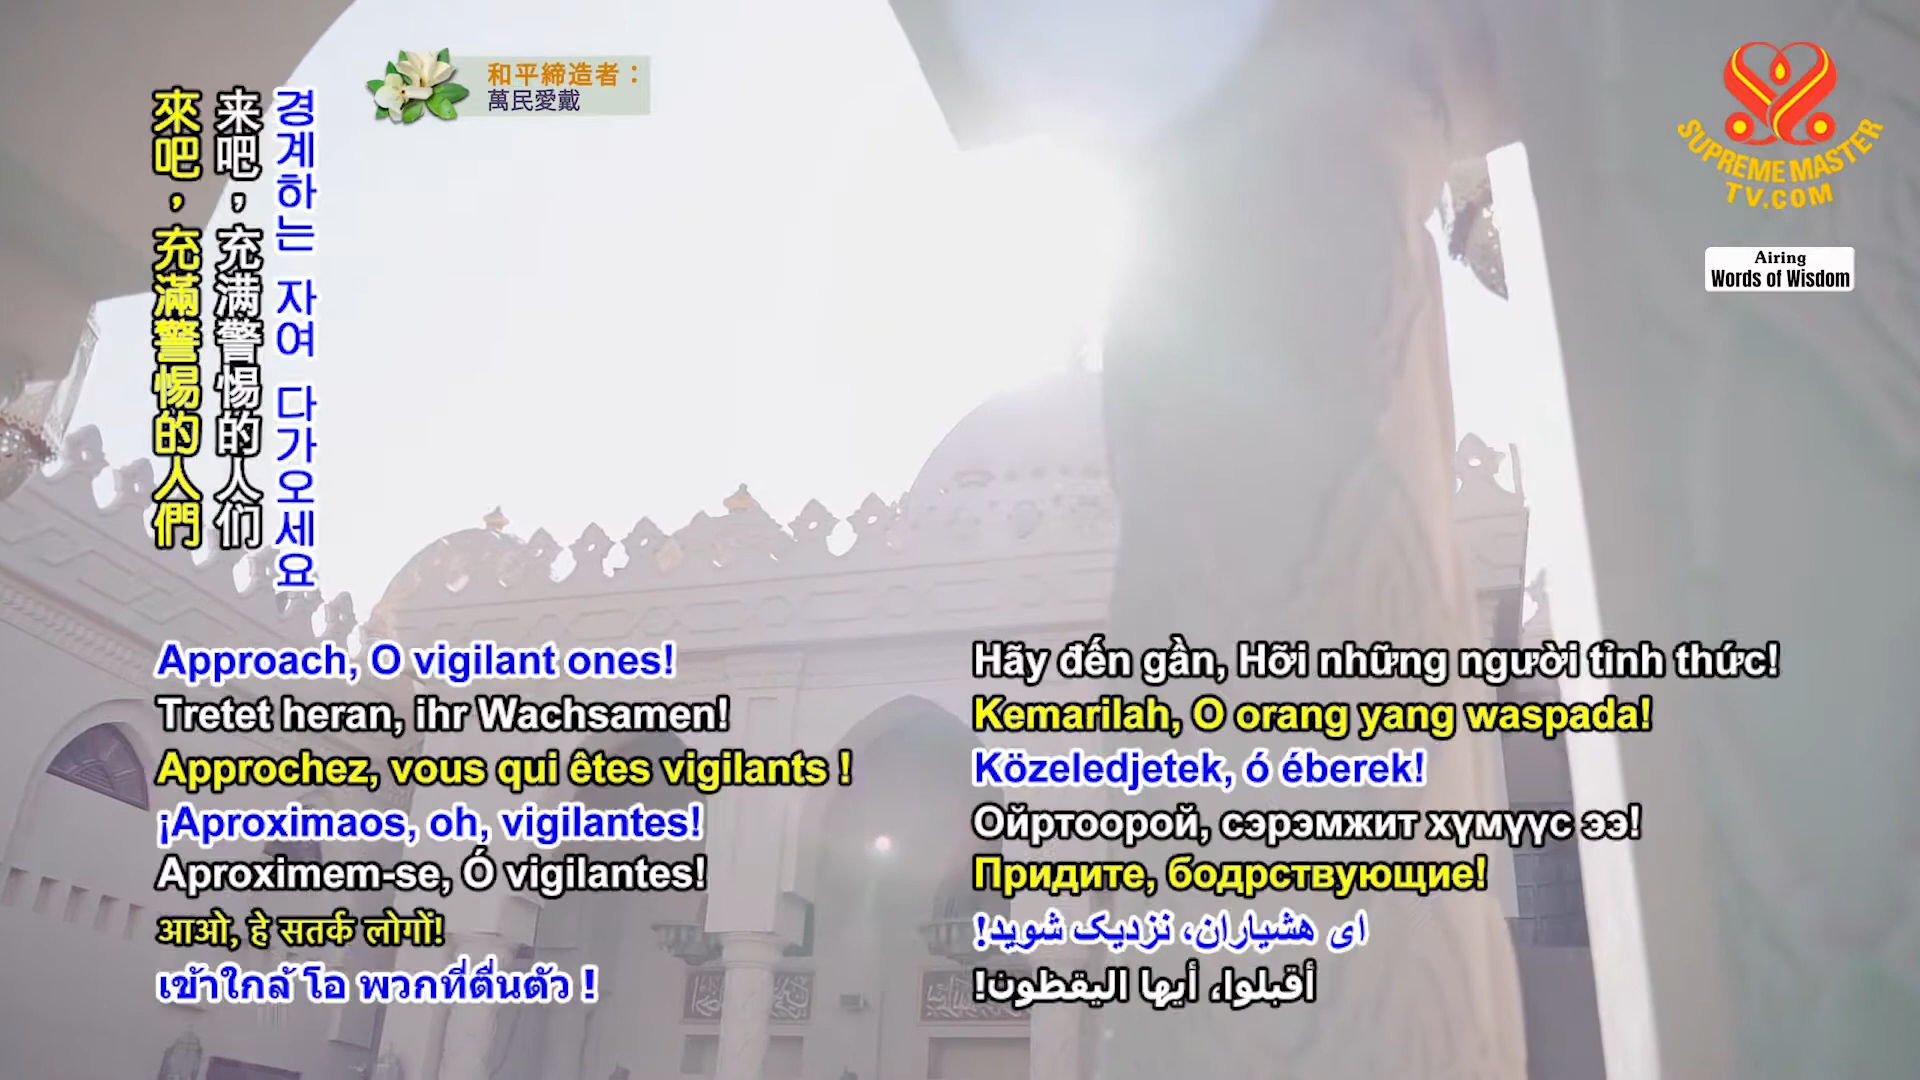 和平締造者：
萬民愛戴
SUPREME MASTER
TV.COM
Airing
Words of Wisdom
경계하는 자여 다가오세요
来吧，充满警惕的人们
來吧，充滿警惕的人們
Approach, O vigilant ones!
Tretet heran, ihr Wachsamen!
Approchez, vous qui êtes vigilants !
¡Aproximaos, oh, vigilantes!
Aproximem-se, Ó vigilantes!
आओ, हे सतर्क लोगों!
เข้าใกล้ โอ พวกที่ตื่นตัว !
Hãy đến gần, Hỡi những người tỉnh thức!
Kemarilah, O orang yang waspada!
Közeledjetek, ó éberek!
Ойртоорой, сэрэмжит хүмүүс ээ!
Придите, бодрствующие!
ای هشیاران، نزدیک شوید!
أقبلوا، أيها اليقظون!